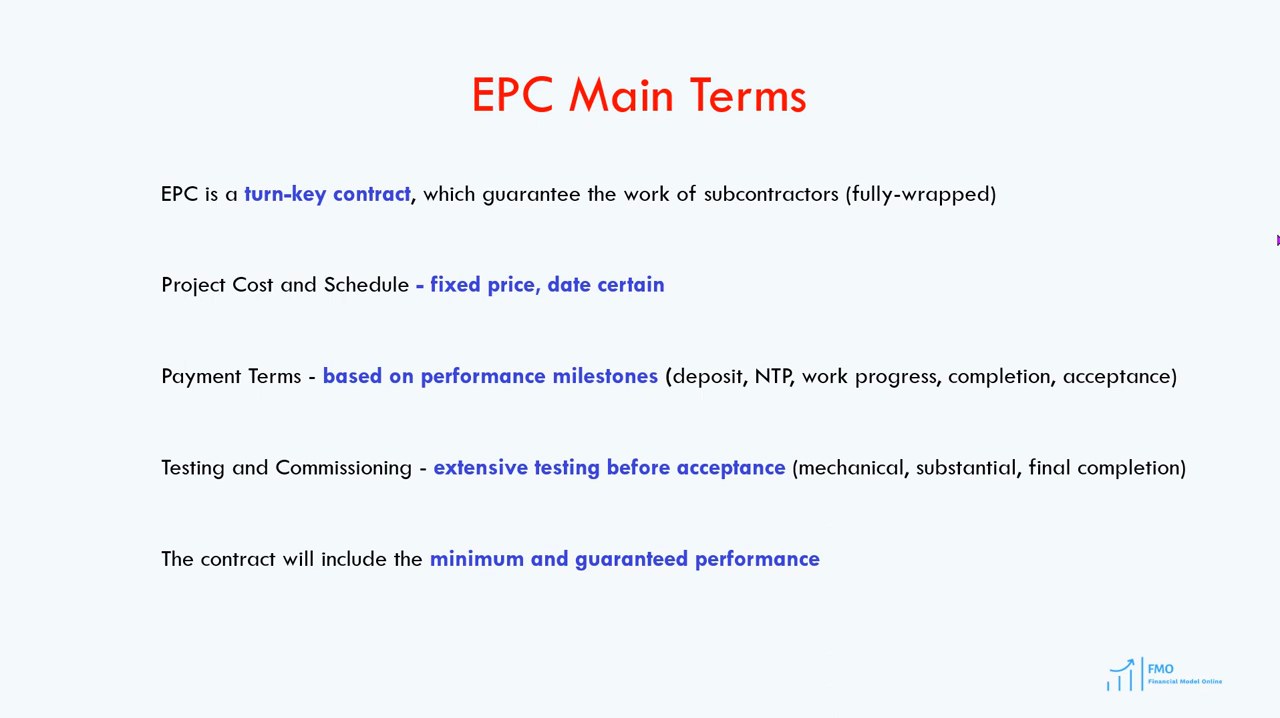 EPC Main Terms
EPC is a turn-key contract, which guarantee the work of subcontractors (fully-wrapped)
Project Cost and Schedule - fixed price, date certain
Payment Terms - based on performance milestones (deposit, NTP, work progress, completion, acceptance)
Testing and Commissioning - extensive testing before acceptance (mechanical, substantial, final completion)
The contract will include the minimum and guaranteed performance
FMO
Financial Model Online